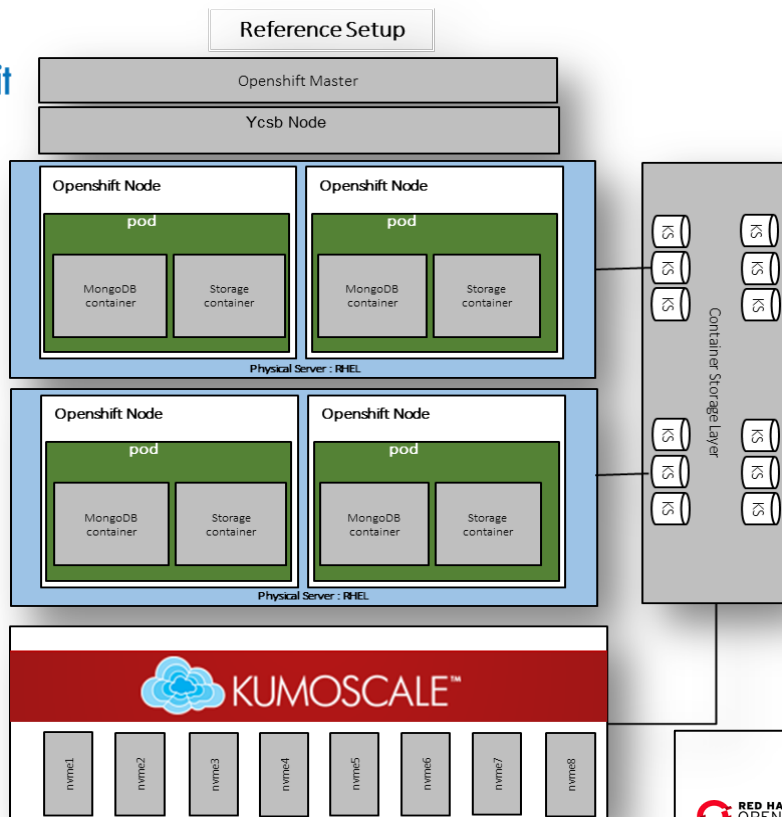 Reference Setup
Openshift Master
Ycsb Node
Openshift Node
pod
MongoDB
container
Storage
container
Openshift Node
pod
MongoDB
container
Storage
container
Physical Server : RHEL
Openshift Node
pod
MongoDB
container
Storage
container
Openshift Node
pod
MongoDB
container
Storage
container
Physical Server : RHEL
KS
KS
KS
KS
KS
KS
Container Storage Layer
KS
KS
KS
KS
KS
KS
KUMOSCALE™
nvme1
nvme2
nvme3
nvme4
nvme5
nvme6
nvme7
nvme8
RED HA
OPEN